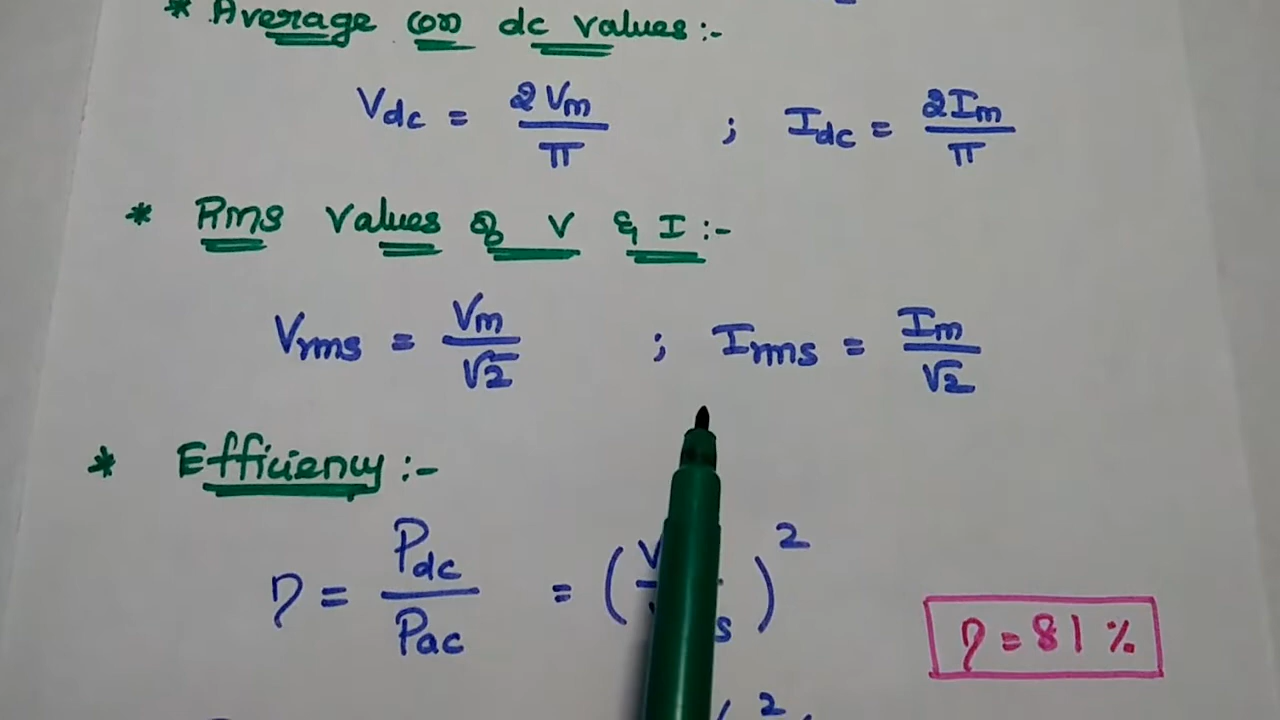 * Average (or) dc values:-
Vdc = 2Vm/π ; Idc = 2Im/π
* Rms values of V & I :-
Vrms = Vm/√2 ; Irms = Im/√2
* Efficiency :-
η = Pdc/Pac = ( )²
η = 81%